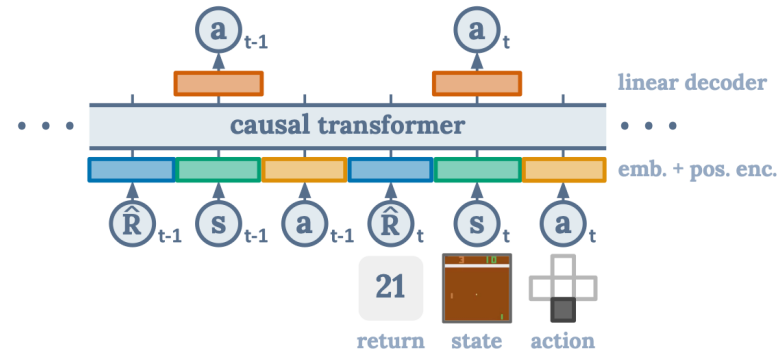 a t-1 a t
linear decoder
• • • causal transformer • • •
emb. + pos. enc.
R̂ t-1 s t-1 a t-1 R̂ t s t a t
21
return state action